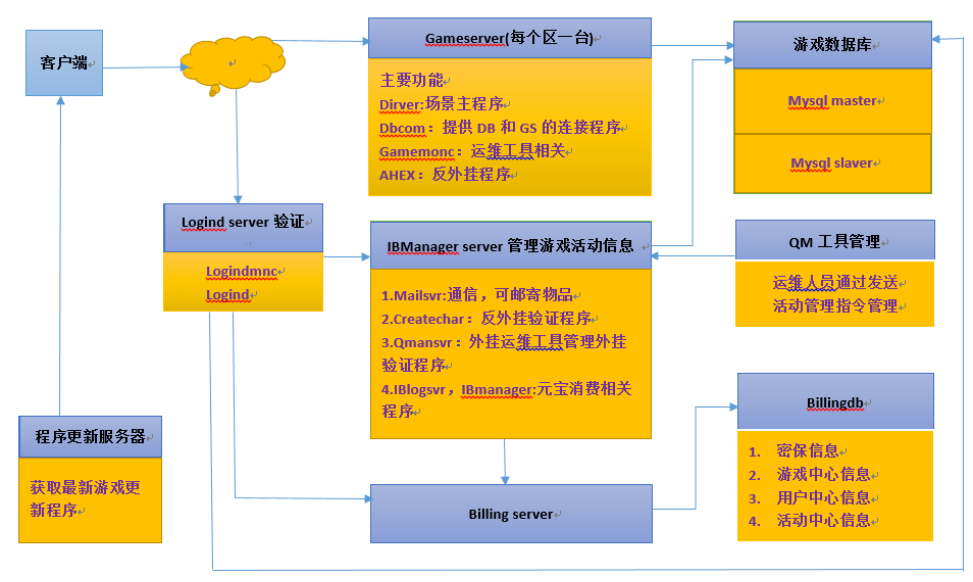 客户端
Gameserver(每个区一台)
主要功能
Dirver:场景主程序
Dbcom：提供 DB 和 GS 的连接程序
Gamemonc：运维工具相关
AHEX：反外挂程序
游戏数据库
Mysql master
Mysql slaver
Logind server 验证
Logindmnc
Logind
IBManager server 管理游戏活动信息
1.Mailsvr:通信，可邮寄物品
2.Createchar：反外挂验证程序
3.Qmansvr：外挂运维工具管理外挂
验证程序
4.IBlogsvr，IBmanager:元宝消费相关
程序
QM 工具管理
运维人员通过发送
活动管理指令管理
程序更新服务器
获取最新游戏更
新程序
Billing server
Billingdb
1. 密保信息
2. 游戏中心信息
3. 用户中心信息
4. 活动中心信息